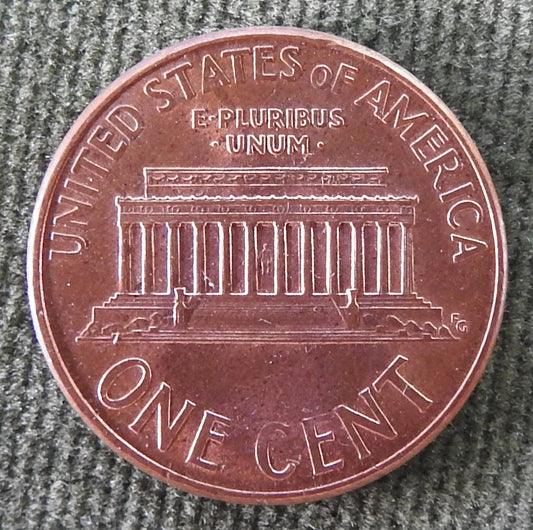 UNITED STATES OF AMERICA
E·PLURIBUS
·UNUM·
FG
ONE CENT